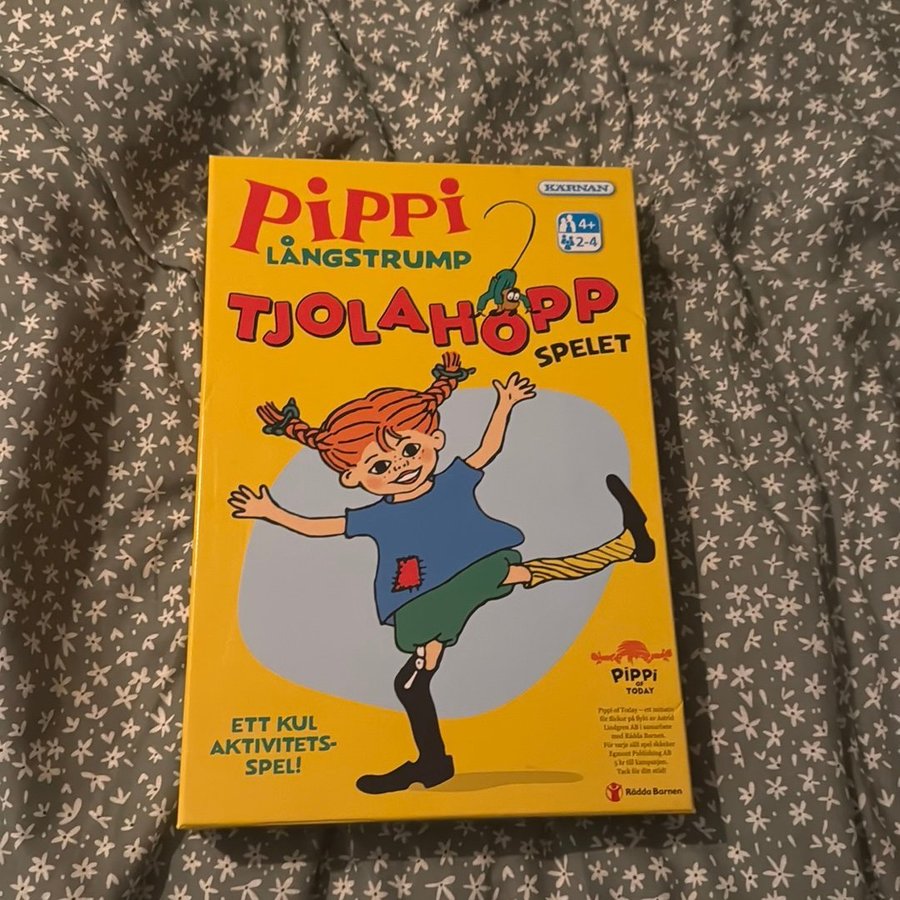 PiPPi
LÅNGSTRUMP
KÄRNAN
4+
2-4
TJOLAHOPP
SPELET
ETT KUL
AKTIVITETS-
SPEL!
PiPPi
OF
TODAY
Pippi of Today – ett initiativ
för flickor på flykt av Astrid
Lindgren AB i samarbete
med Rädda Barnen.
För varje sålt spel skänker
Egmont Publishing AB
5 kr till kampanjen.
Tack för ditt stöd!
Rädda Barnen